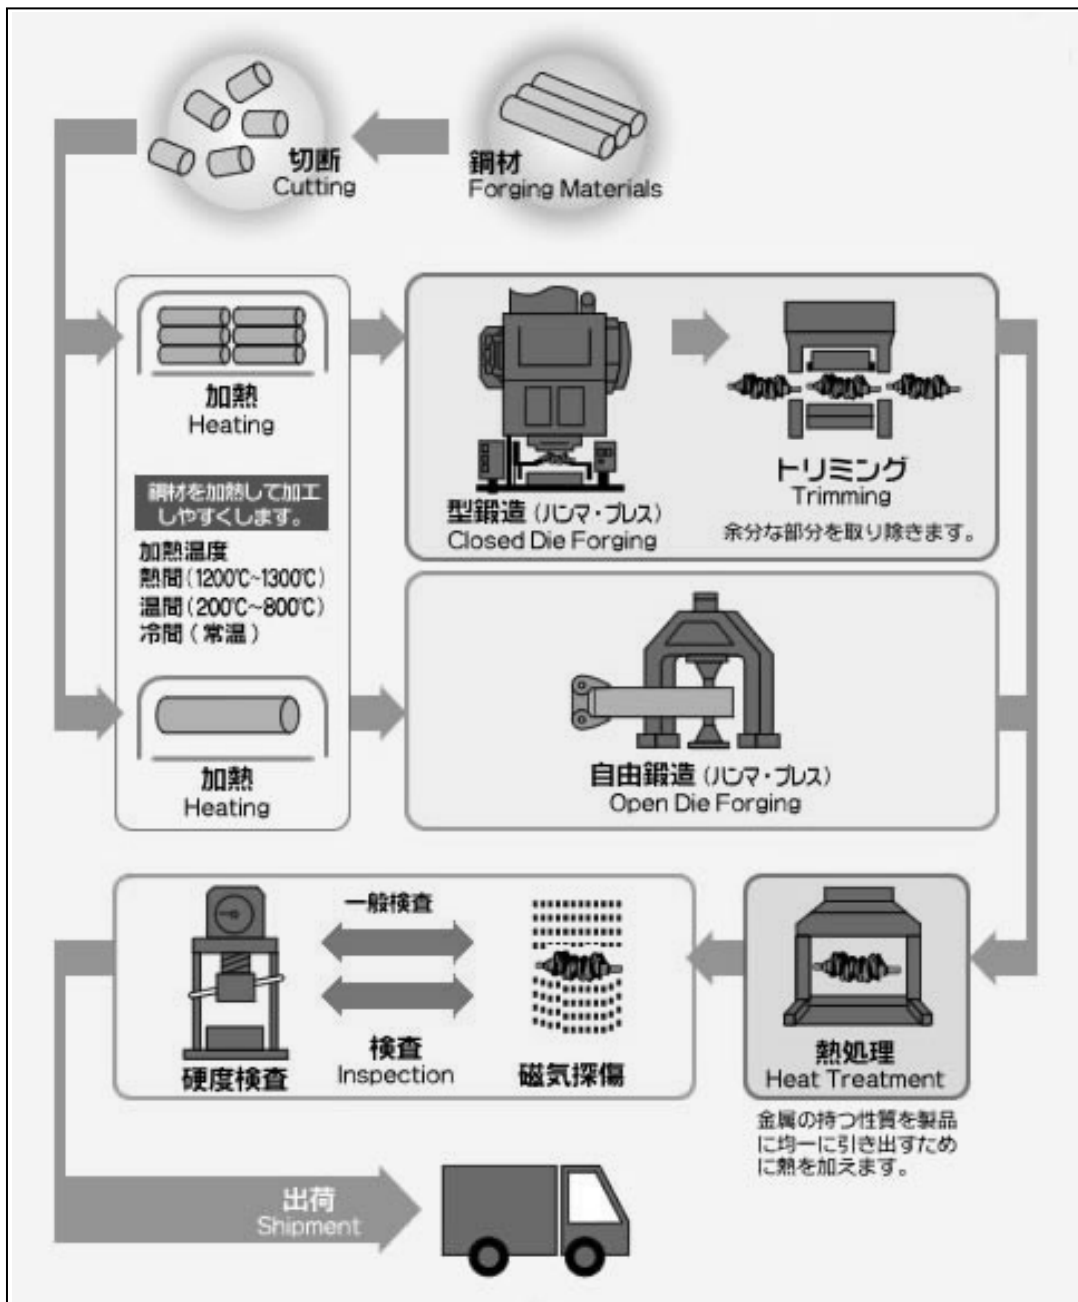 切断
Cutting
鋼材
Forging Materials
加熱
Heating
鋼材を加熱して加工
しやすくします。
加熱温度
熱間(1200℃~1300℃)
温間(200℃~800℃)
冷間(常温)
加熱
Heating
型鍛造(ハンマ・プレス)
Closed Die Forging
トリミング
Trimming
余分な部分を取り除きます。
自由鍛造(ハンマ・プレス)
Open Die Forging
熱処理
Heat Treatment
金属の持つ性質を製品
に均一に引き出すため
に熱を加えます。
一般検査
検査
Inspection
硬度検査
磁気探傷
出荷
Shipment